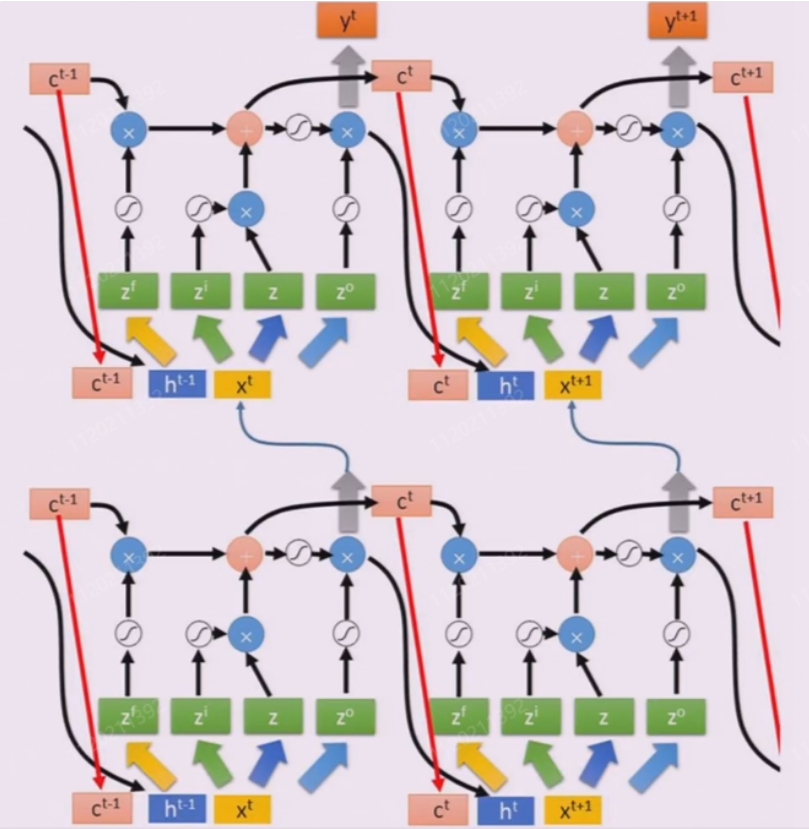 y^t y^t+1
c^t-1 c^t c^t+1
× + × × + ×
× ×
z^f z^i z z^o z^f z^i z z^o
c^t-1 h^t-1 x^t c^t h^t x^t+1
c^t-1 c^t c^t+1
× + × × + ×
× ×
z^f z^i z z^o z^f z^i z z^o
c^t-1 h^t-1 x^t c^t h^t x^t+1